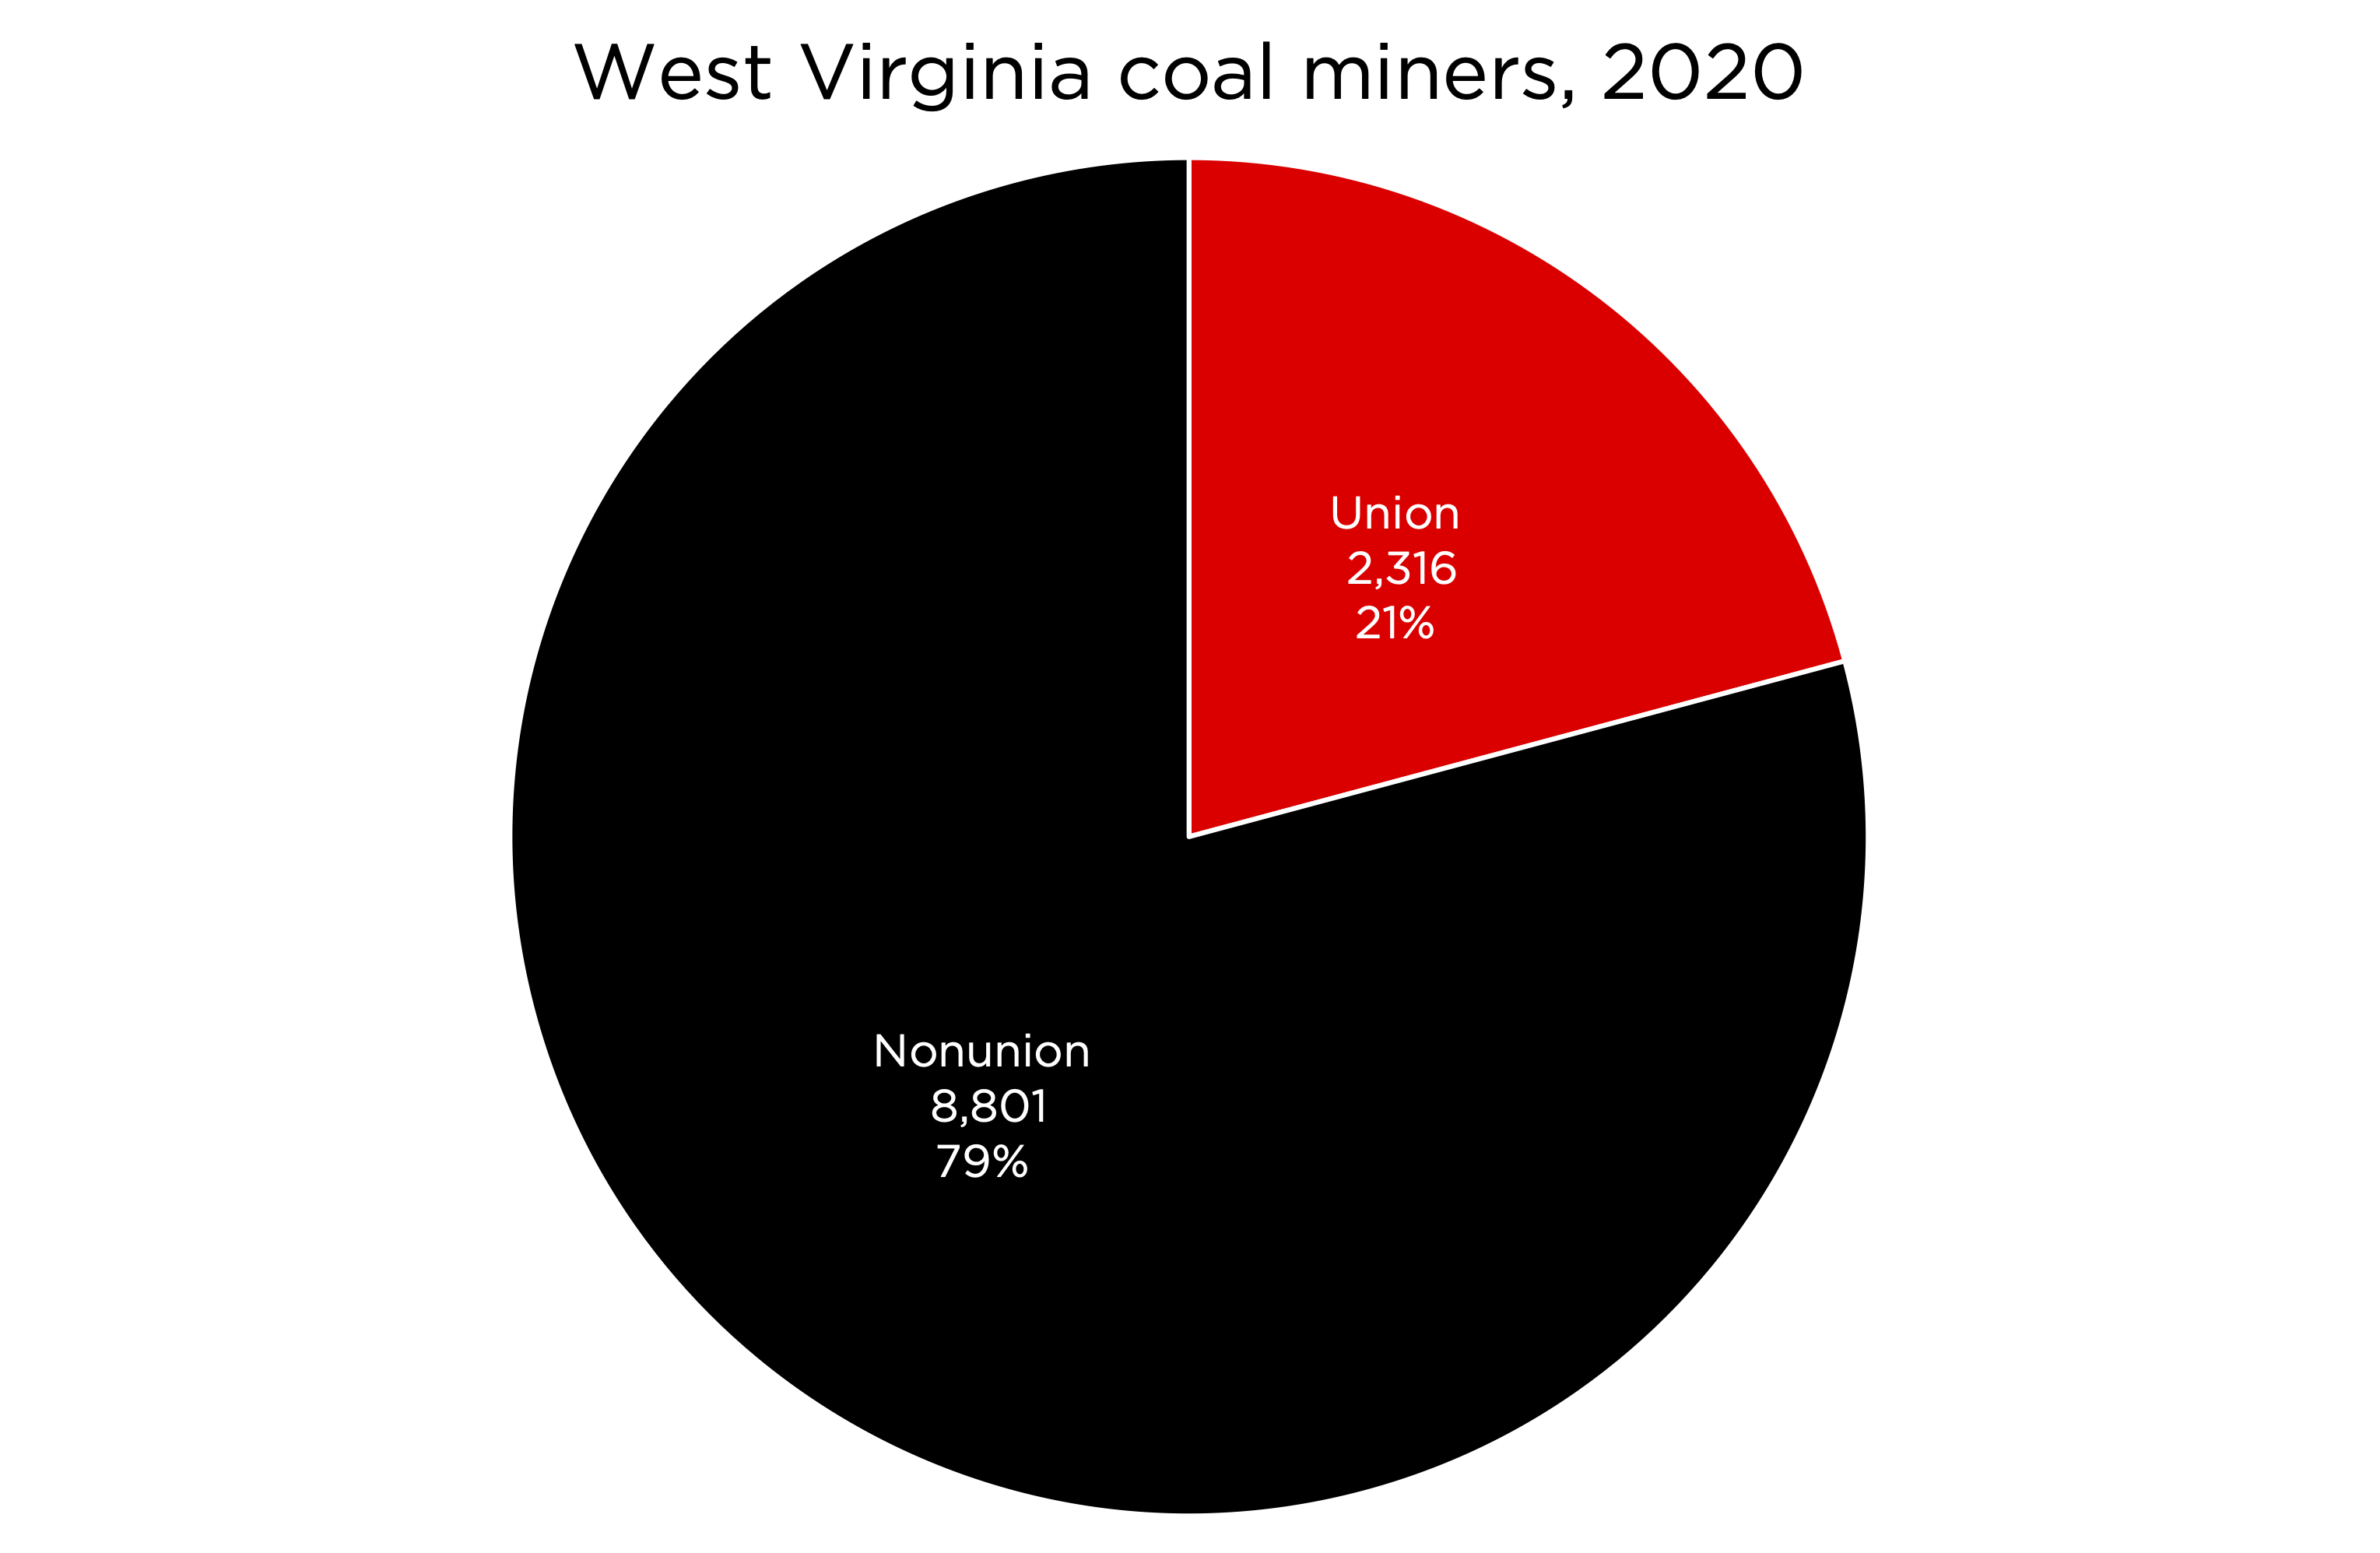 West Virginia coal miners, 2020
Union
2,316
21%
Nonunion
8,801
79%